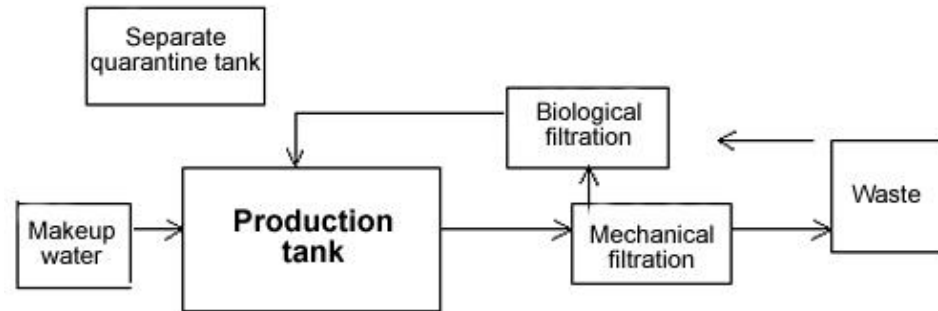 Separate
quarantine tank
Biological
filtration
Waste
Makeup
water
Production
tank
Mechanical
filtration